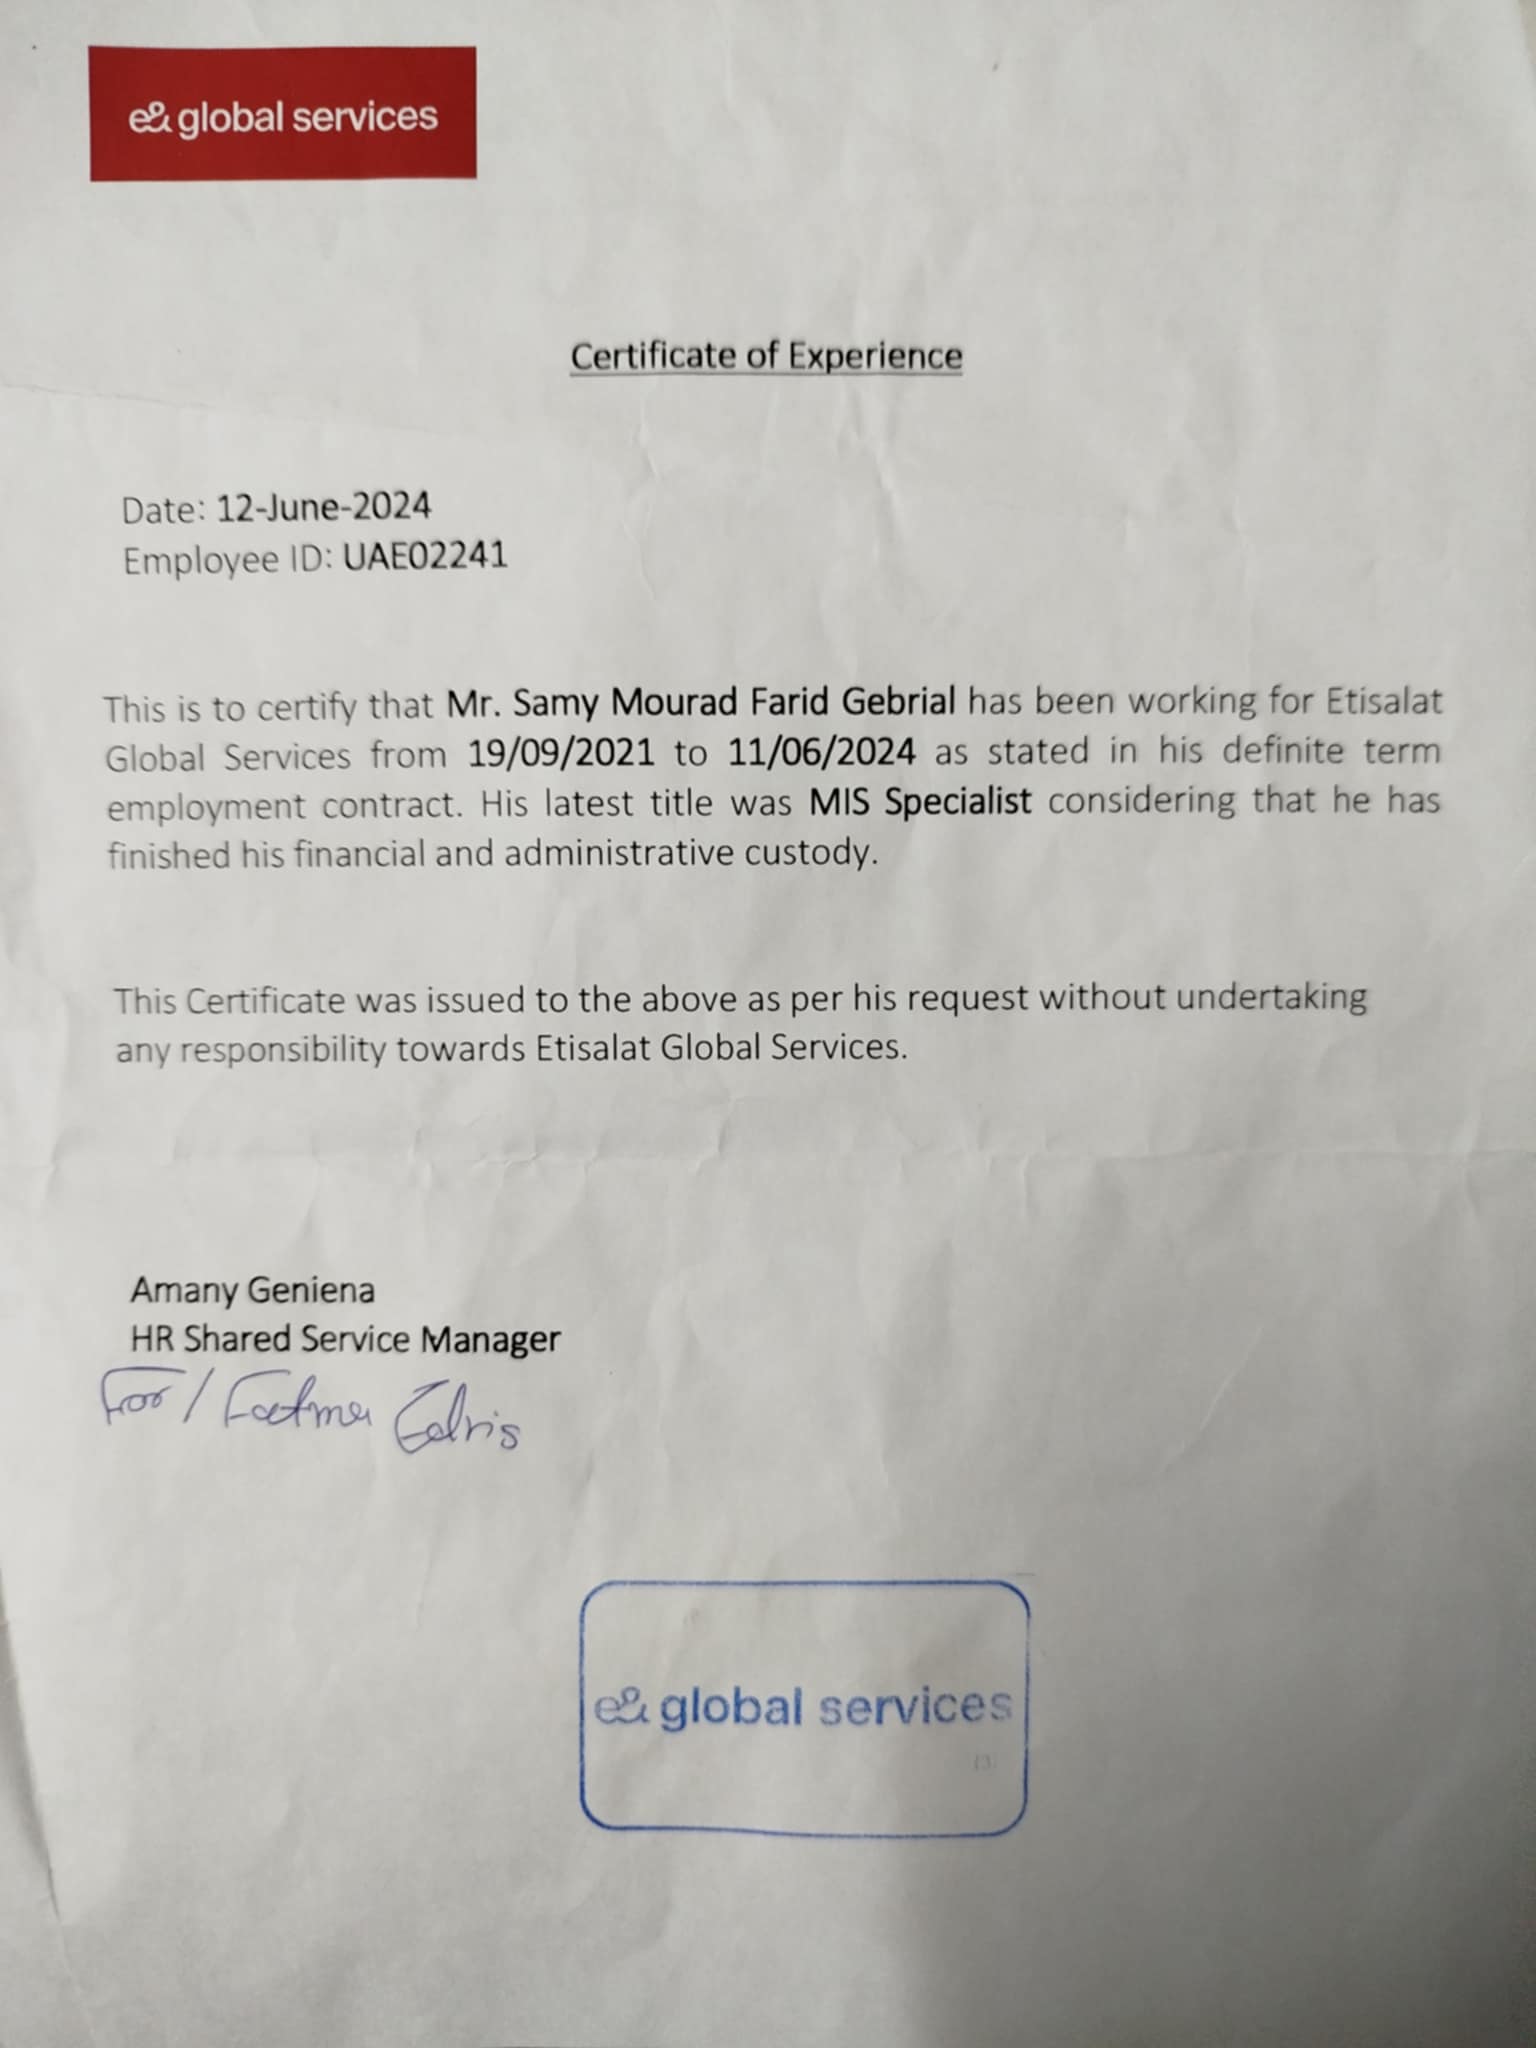 e& global services
Certificate of Experience
Date: 12-June-2024
Employee ID: UAE02241
This is to certify that Mr. Samy Mourad Farid Gebrial has been working for Etisalat
Global Services from 19/09/2021 to 11/06/2024 as stated in his definite term
employment contract. His latest title was MIS Specialist considering that he has
finished his financial and administrative custody.
This Certificate was issued to the above as per his request without undertaking
any responsibility towards Etisalat Global Services.
Amany Geniena
HR Shared Service Manager
For/ Fatma Edris
e& global services